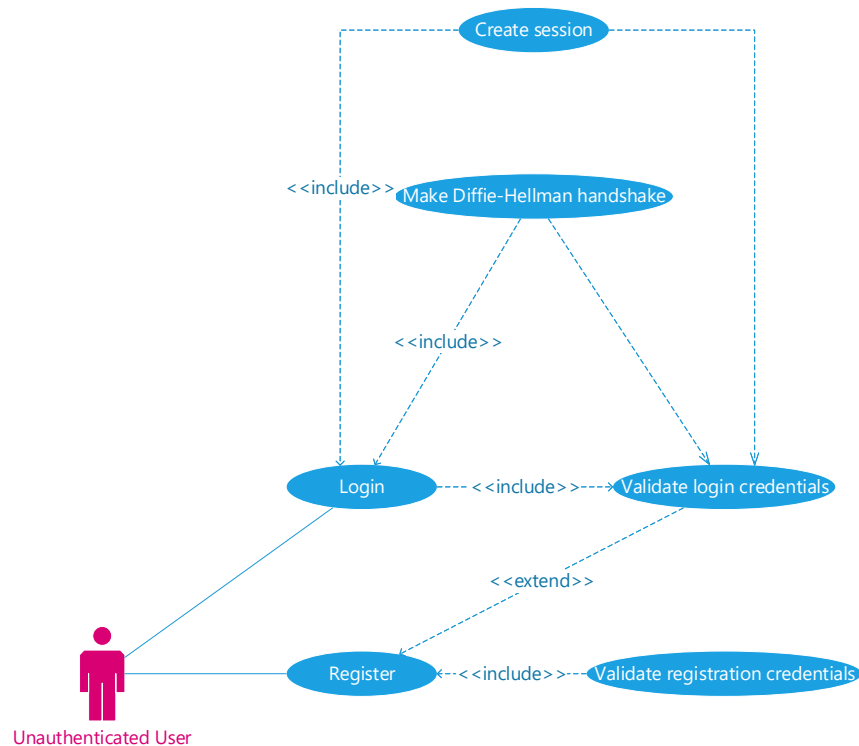 Create session
<<include>>
Make Diffie-Hellman handshake
<<include>>
Login
<<include>>
Validate login credentials
<<extend>>
Register
<<include>>
Validate registration credentials
Unauthenticated User